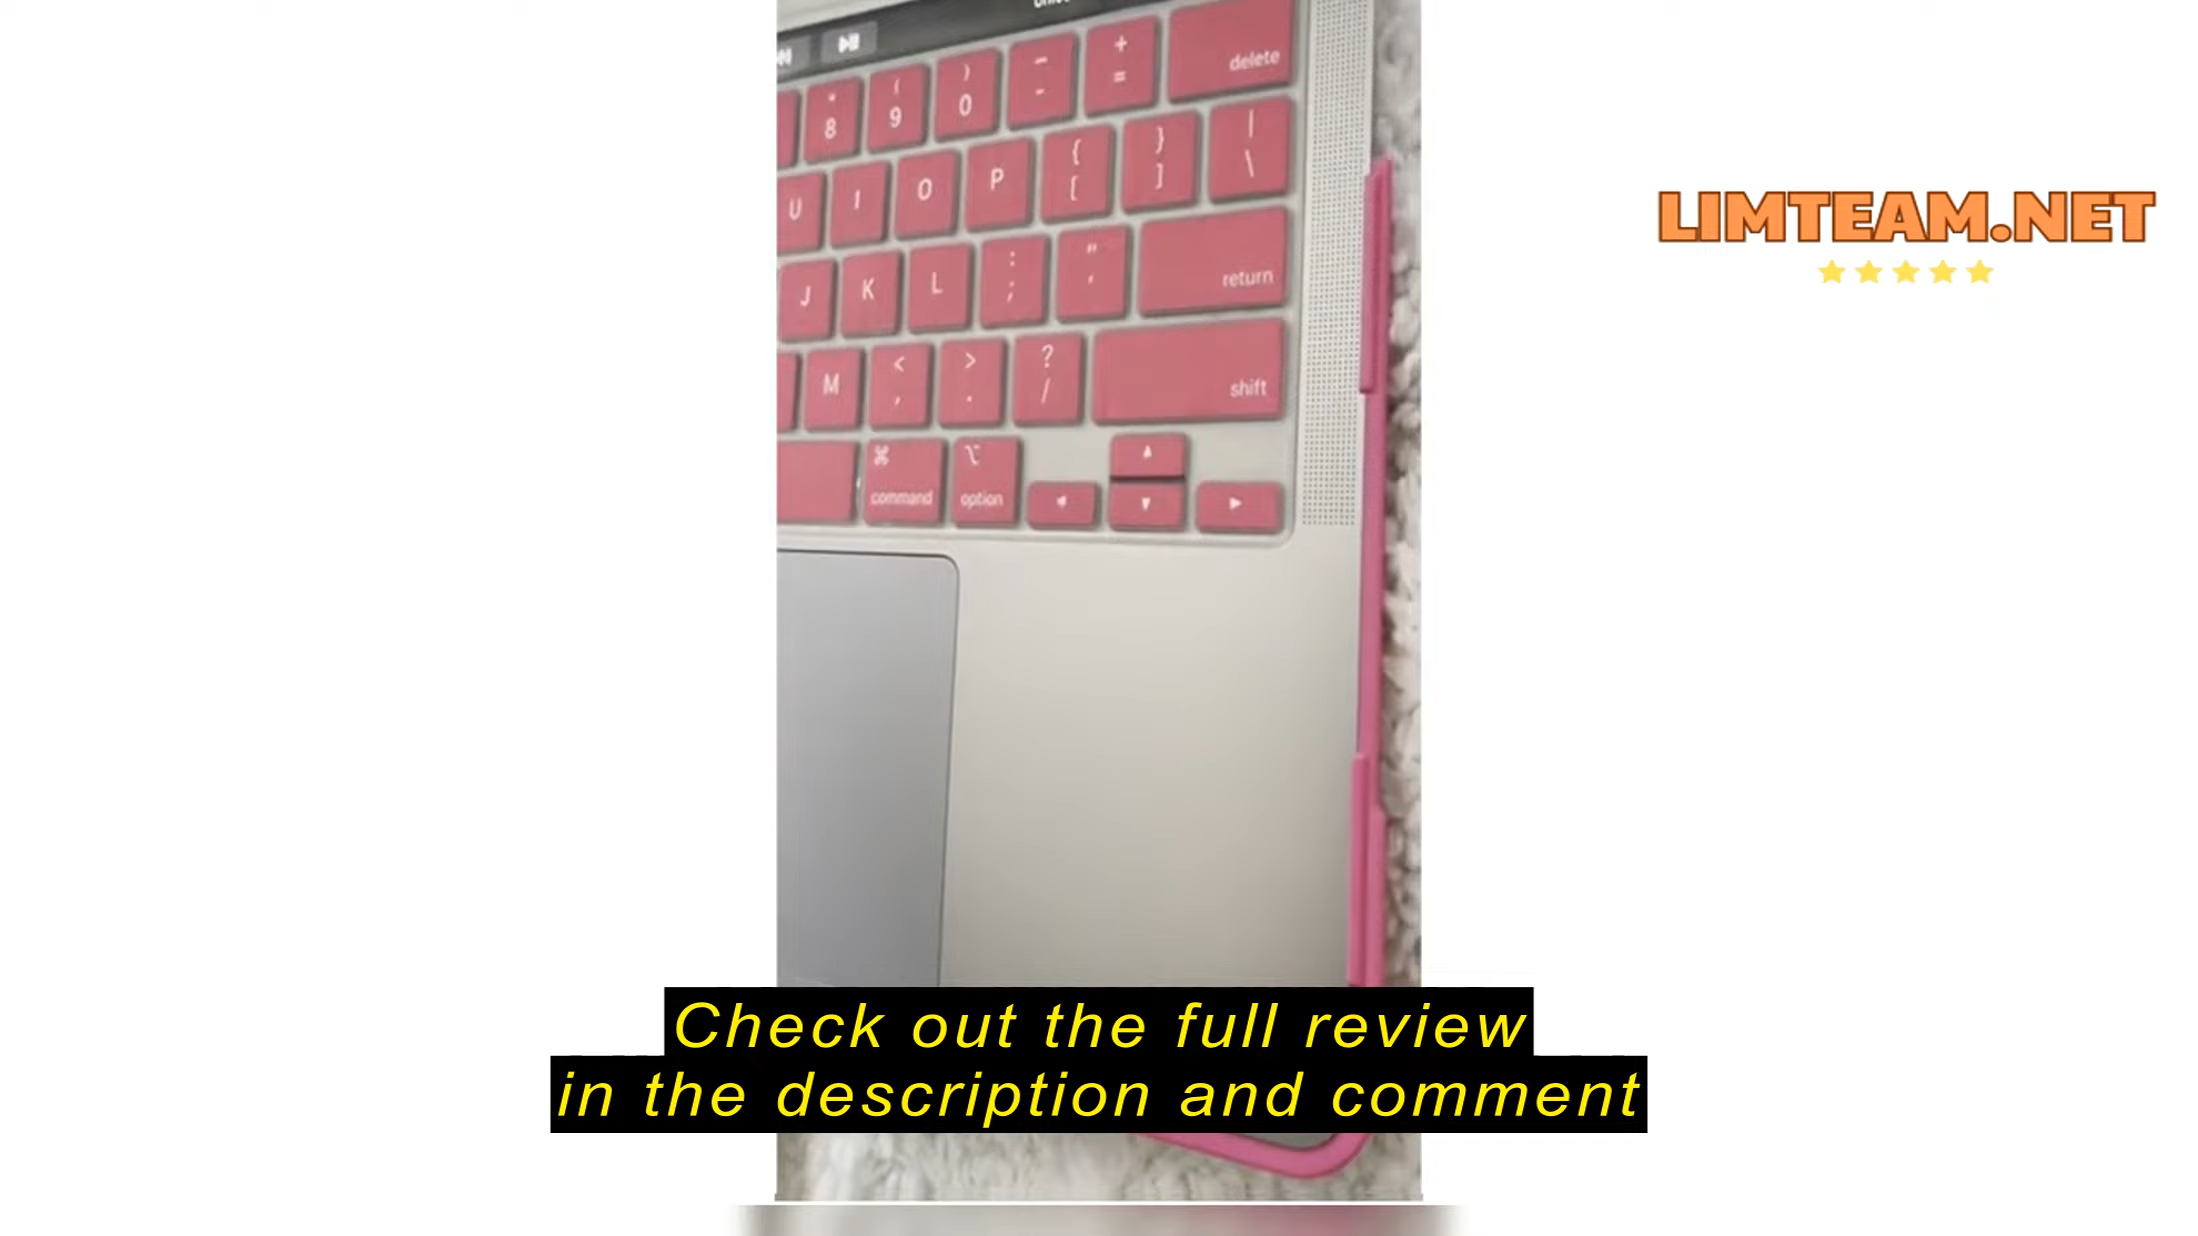 LIMTEAM.NET
delete
* ( ) — +
8 9 0 - =
{ } |
U I O P [ ] \
: "
J K L ; ' return
< > ?
M , . / shift
⌘ ⌥
command option
Check out the full review
in the description and comment